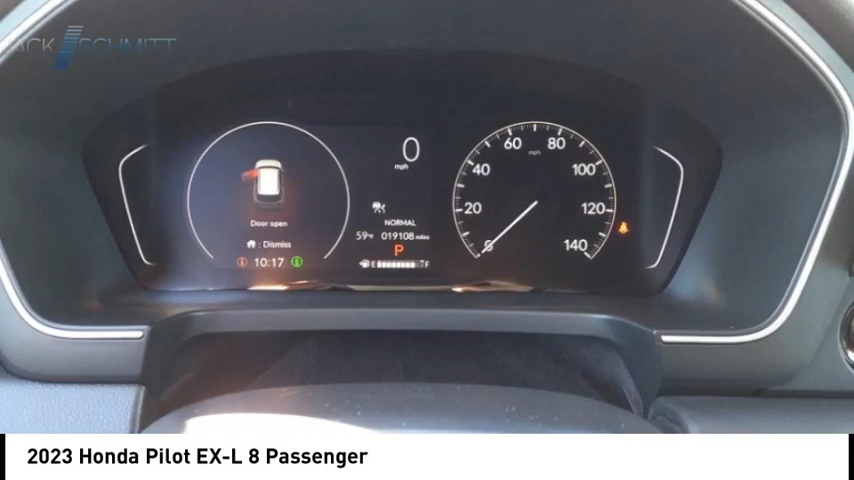 ACK SCHMITT
0
mph
60 mph 80
40 100
20 120
0 140
Door open
: Dismiss
10:17
NORMAL
59°F 019108 miles
P
E F
2023 Honda Pilot EX-L 8 Passenger